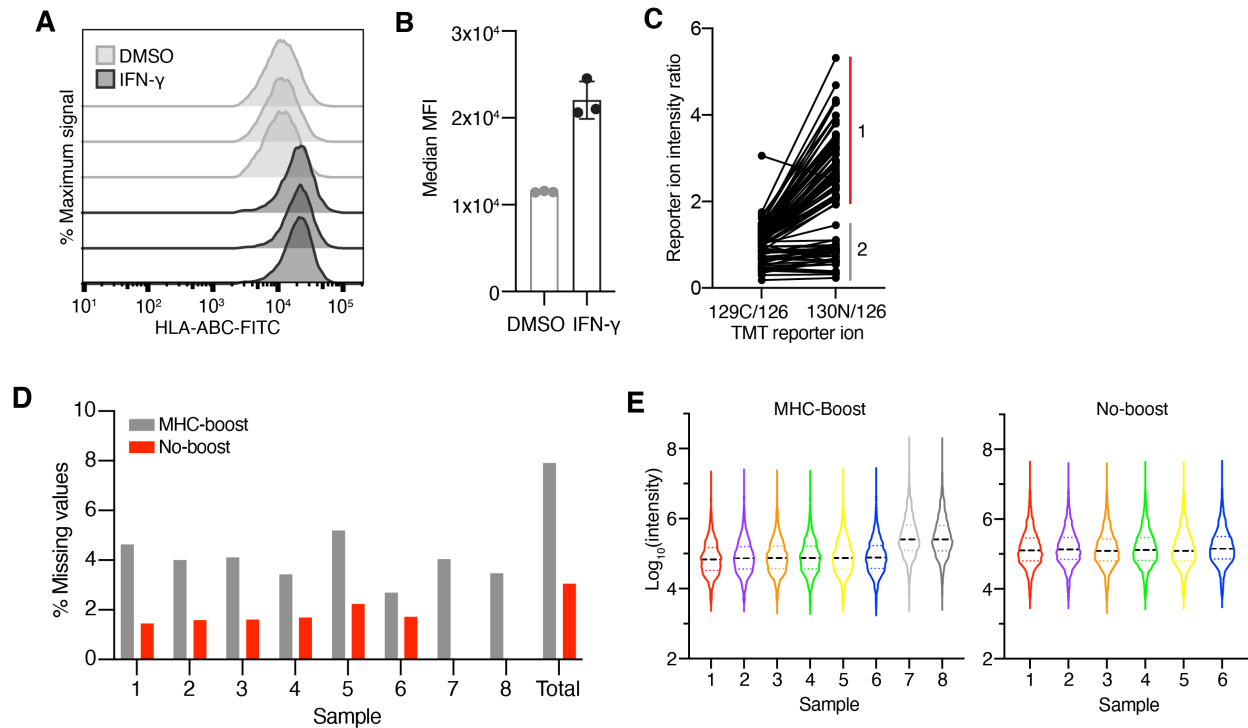 A
DMSO
IFN-γ
% Maximum signal
10¹ 10² 10³ 10⁴ 10⁵
HLA-ABC-FITC
B
3x10⁴
2x10⁴
1x10⁴
0
Median MFI
DMSO IFN-γ
C
6
4
2
0
Reporter ion intensity ratio
1
2
129C/126 130N/126
TMT reporter ion
D
MHC-boost
No-boost
10
8
6
4
2
0
% Missing values
1 2 3 4 5 6 7 8 Total
Sample
E
MHC-Boost
8
6
4
2
Log₁₀(intensity)
1 2 3 4 5 6 7 8
Sample
No-boost
8
6
4
2
1 2 3 4 5 6
Sample